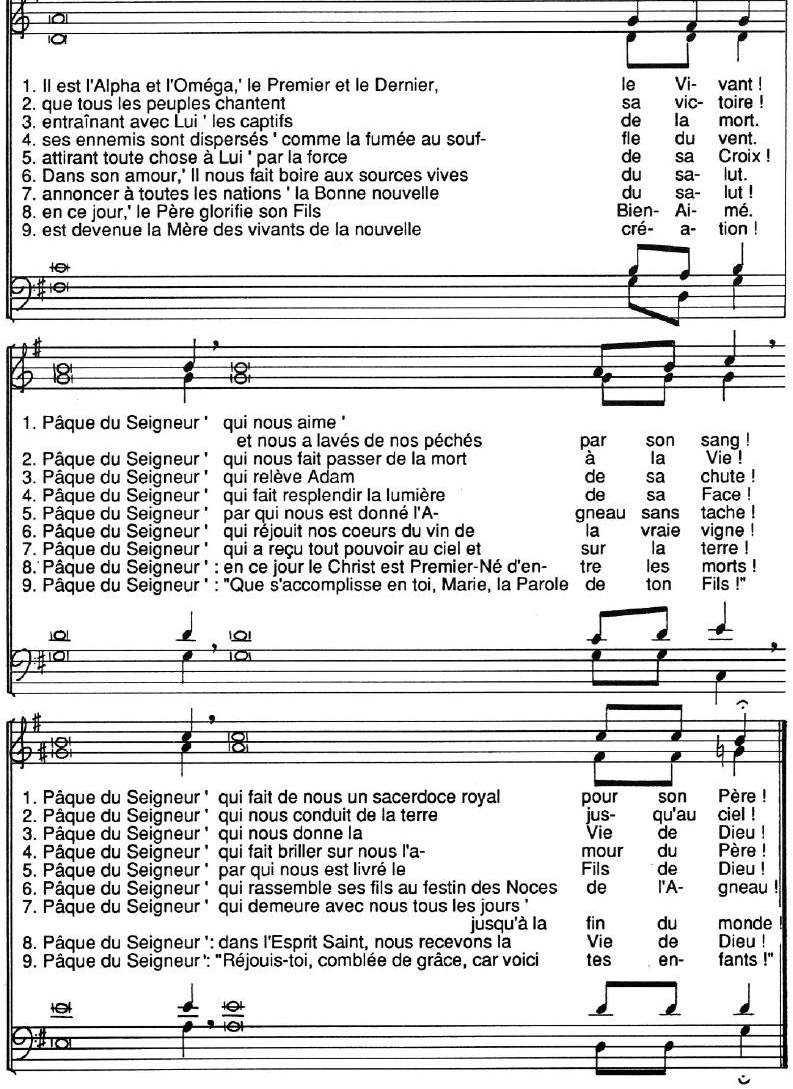 1. Il est l'Alpha et l'Oméga,' le Premier et le Dernier, le Vi- vant !
2. que tous les peuples chantent sa vic- toire !
3. entraînant avec Lui ' les captifs de la mort.
4. ses ennemis sont dispersés ' comme la fumée au souf- fle du vent.
5. attirant toute chose à Lui ' par la force de sa Croix !
6. Dans son amour,' Il nous fait boire aux sources vives du sa- lut.
7. annoncer à toutes les nations ' la Bonne nouvelle du sa- lut !
8. en ce jour,' le Père glorifie son Fils Bien- Ai- mé.
9. est devenue la Mère des vivants de la nouvelle cré- a- tion !
1. Pâque du Seigneur ' qui nous aime '
et nous a lavés de nos péchés par son sang !
2. Pâque du Seigneur ' qui nous fait passer de la mort à la Vie !
3. Pâque du Seigneur ' qui relève Adam de sa chute !
4. Pâque du Seigneur ' qui fait resplendir la lumière de sa Face !
5. Pâque du Seigneur ' par qui nous est donné l'A- gneau sans tache !
6. Pâque du Seigneur ' qui réjouit nos coeurs du vin de la vraie vigne !
7. Pâque du Seigneur ' qui a reçu tout pouvoir au ciel et sur la terre !
8. Pâque du Seigneur ' : en ce jour le Christ est Premier-Né d'en- tre les morts !
9. Pâque du Seigneur ' : "Que s'accomplisse en toi, Marie, la Parole de ton Fils !"
1. Pâque du Seigneur ' qui fait de nous un sacerdoce royal pour son Père !
2. Pâque du Seigneur ' qui nous conduit de la terre jus- qu'au ciel !
3. Pâque du Seigneur ' qui nous donne la Vie de Dieu !
4. Pâque du Seigneur ' qui fait briller sur nous l'a- mour du Père !
5. Pâque du Seigneur ' par qui nous est livré le Fils de Dieu !
6. Pâque du Seigneur ' qui rassemble ses fils au festin des Noces de l'A- gneau !
7. Pâque du Seigneur ' qui demeure avec nous tous les jours '
jusqu'à la fin du monde !
8. Pâque du Seigneur ': dans l'Esprit Saint, nous recevons la Vie de Dieu !
9. Pâque du Seigneur ': "Réjouis-toi, comblée de grâce, car voici tes en- fants !"